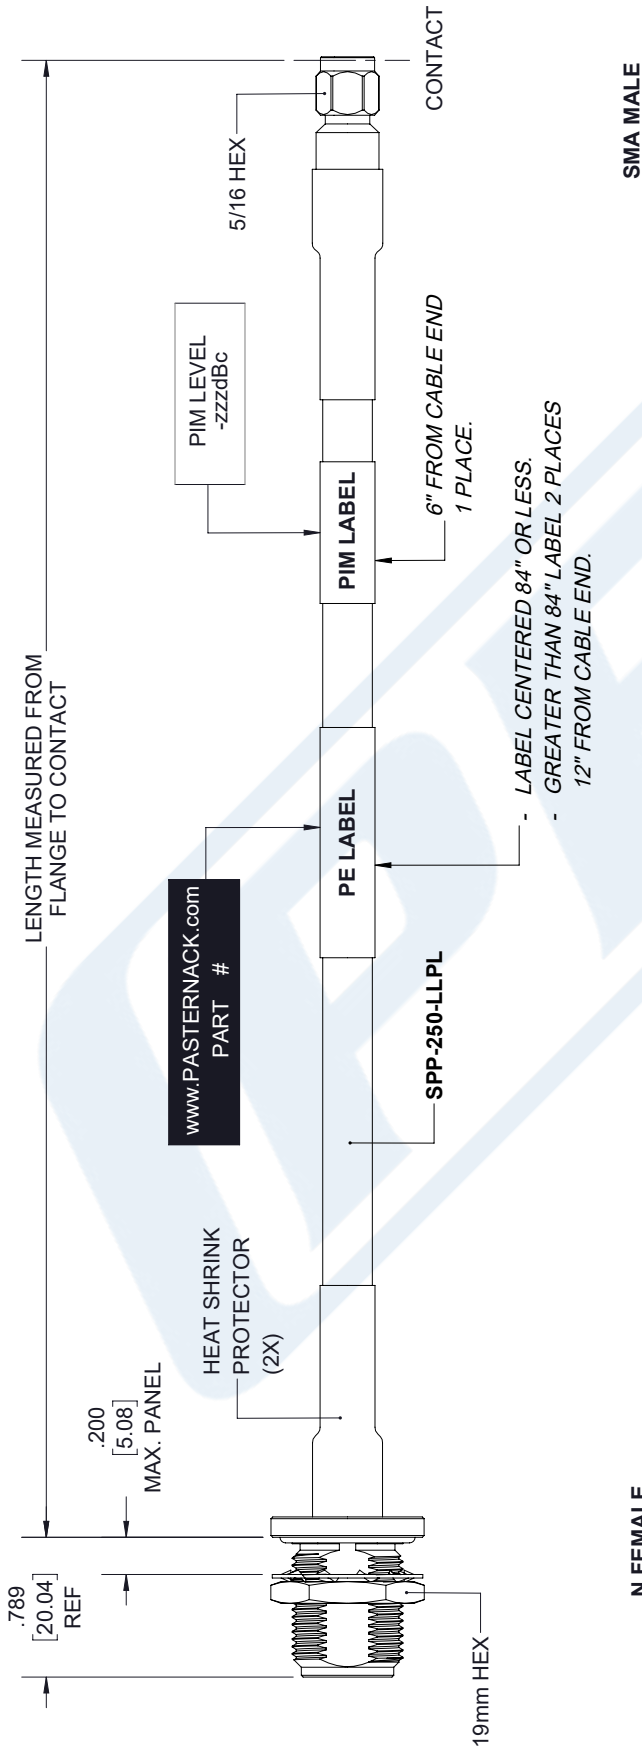 LENGTH MEASURED FROM
FLANGE TO CONTACT
.789
[20.04]
REF
.200
[5.08]
MAX. PANEL
HEAT SHRINK
PROTECTOR
(2X)
www.PASTERNACK.com
PART #
PIM LEVEL
-zzzdBc
5/16 HEX
CONTACT
PE LABEL
PIM LABEL
6" FROM CABLE END
1 PLACE.
SPP-250-LLPL
- LABEL CENTERED 84" OR LESS.
- GREATER THAN 84" LABEL 2 PLACES
12" FROM CABLE END.
19mm HEX
N FEMALE
SMA MALE